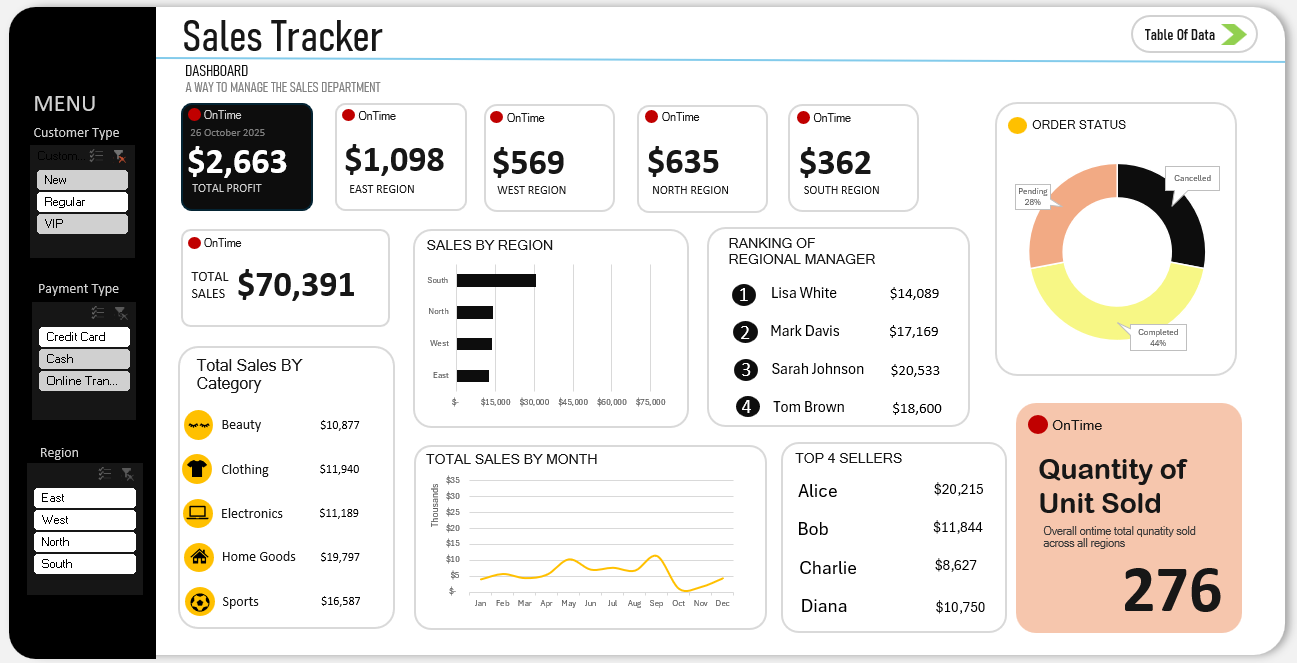 Sales Tracker
Table Of Data
DASHBOARD
A WAY TO MANAGE THE SALES DEPARTMENT
MENU
Customer Type
Custom...
New
Regular
VIP
Payment Type
Credit Card
Cash
Online Tran...
Region
East
West
North
South
OnTime
26 October 2025
$2,663
TOTAL PROFIT
OnTime
$1,098
EAST REGION
OnTime
$569
WEST REGION
OnTime
$635
NORTH REGION
OnTime
$362
SOUTH REGION
ORDER STATUS
Cancelled
Pending
28%
Completed
44%
OnTime
TOTAL
SALES
$70,391
SALES BY REGION
South
North
West
East
$- $15,000 $30,000 $45,000 $60,000 $75,000
RANKING OF
REGIONAL MANAGER
1 Lisa White $14,089
2 Mark Davis $17,169
3 Sarah Johnson $20,533
4 Tom Brown $18,600
Total Sales BY
Category
Beauty $10,877
Clothing $11,940
Electronics $11,189
Home Goods $19,797
Sports $16,587
TOTAL SALES BY MONTH
Thousands
$35
$30
$25
$20
$15
$10
$5
$-
Jan Feb Mar Apr May Jun Jul Aug Sep Oct Nov Dec
TOP 4 SELLERS
Alice $20,215
Bob $11,844
Charlie $8,627
Diana $10,750
OnTime
Quantity of
Unit Sold
Overall ontime total qunatity sold
across all regions
276